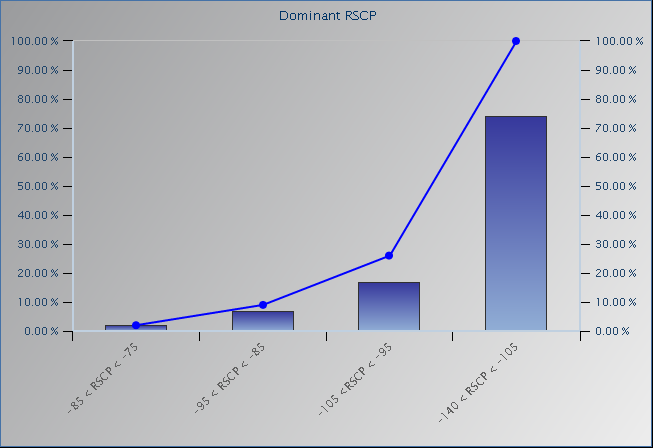 Dominant RSCP
100.00 % 100.00 %
90.00 % 90.00 %
80.00 % 80.00 %
70.00 % 70.00 %
60.00 % 60.00 %
50.00 % 50.00 %
40.00 % 40.00 %
30.00 % 30.00 %
20.00 % 20.00 %
10.00 % 10.00 %
0.00 % 0.00 %
-85 < RSCP < -75
-95 < RSCP < -85
-105 <RSCP < -95
-140 < RSCP < -105